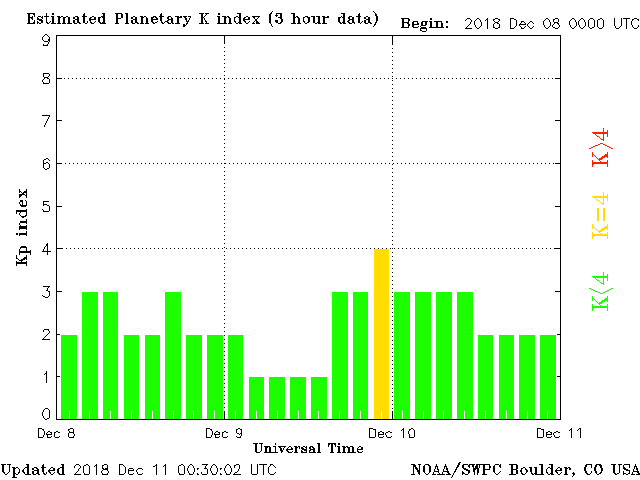 Estimated Planetary K index (3 hour data)
Begin: 2018 Dec 08 0000 UTC
9
8
7
6
5
4
3
2
1
0
Kp index
K>4
K=4
K<4
Dec 8 Dec 9 Dec 10 Dec 11
Universal Time
Updated 2018 Dec 11 00:30:02 UTC
NOAA/SWPC Boulder, CO USA